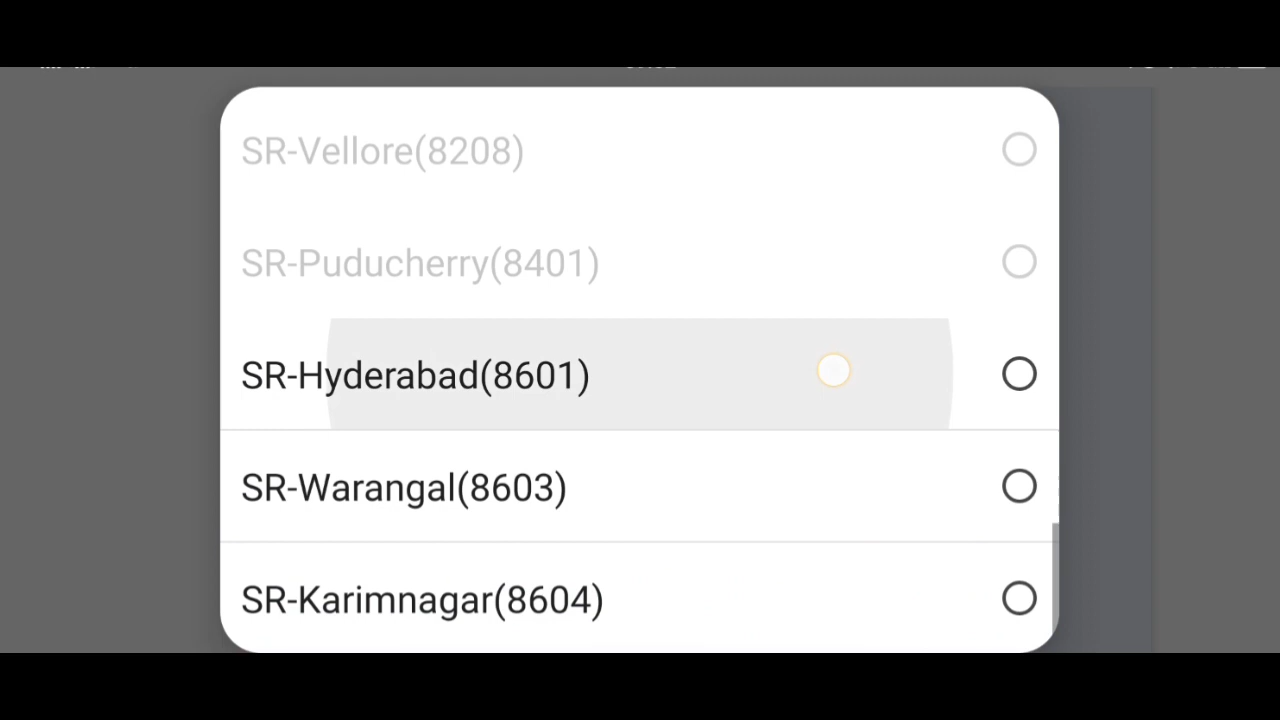 SR-Vellore(8208)
SR-Puducherry(8401)
SR-Hyderabad(8601)
SR-Warangal(8603)
SR-Karimnagar(8604)